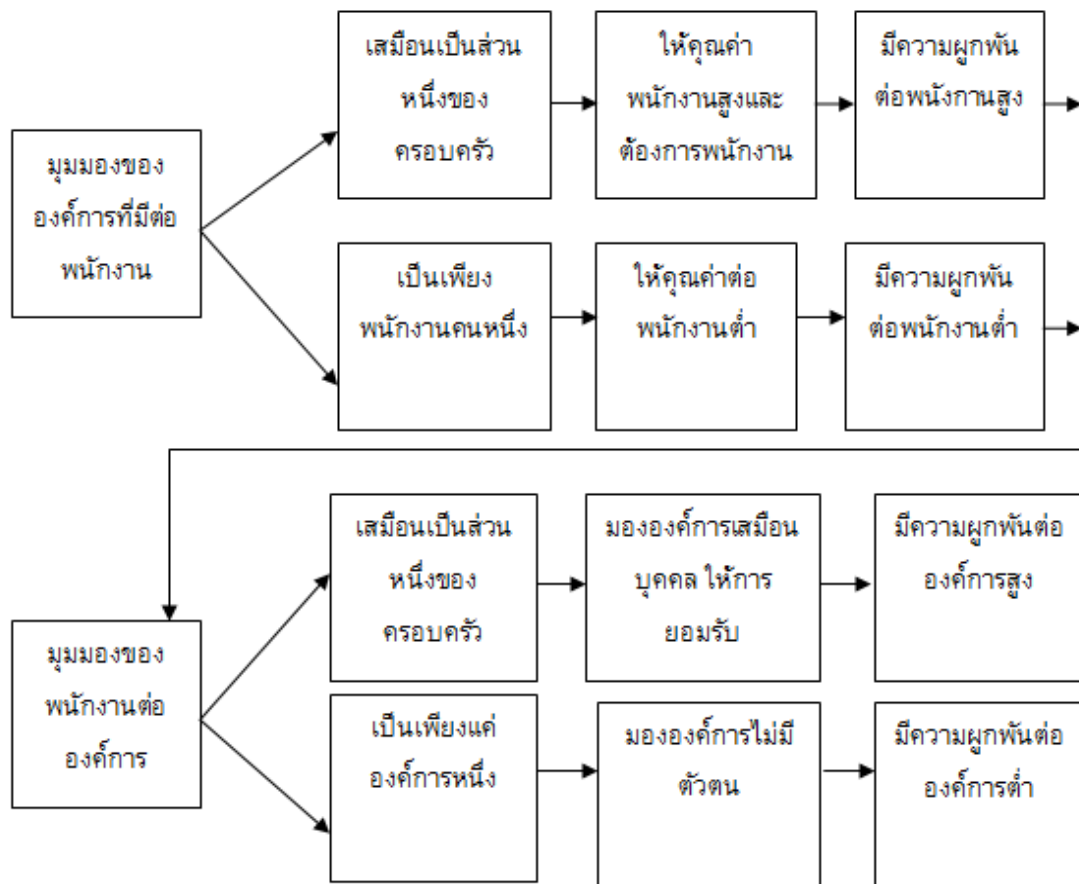 มุมมองของ
องค์การที่มีต่อ
พนักงาน
เสมือนเป็นส่วน
หนึ่งของ
ครอบครัว
ให้คุณค่า
พนักงานสูงและ
ต้องการพนักงาน
มีความผูกพัน
ต่อพนังกานสูง
เป็นเพียง
พนักงานคนหนึ่ง
ให้คุณค่าต่อ
พนักงานต่ำ
มีความผูกพัน
ต่อพนักงานต่ำ
มุมมองของ
พนักงานต่อ
องค์การ
เสมือนเป็นส่วน
หนึ่งของ
ครอบครัว
มององค์การเสมือน
บุคคล ให้การ
ยอมรับ
มีความผูกพันต่อ
องค์การสูง
เป็นเพียงแค่
องค์การหนึ่ง
มององค์การไม่มี
ตัวตน
มีความผูกพันต่อ
องค์การต่ำ